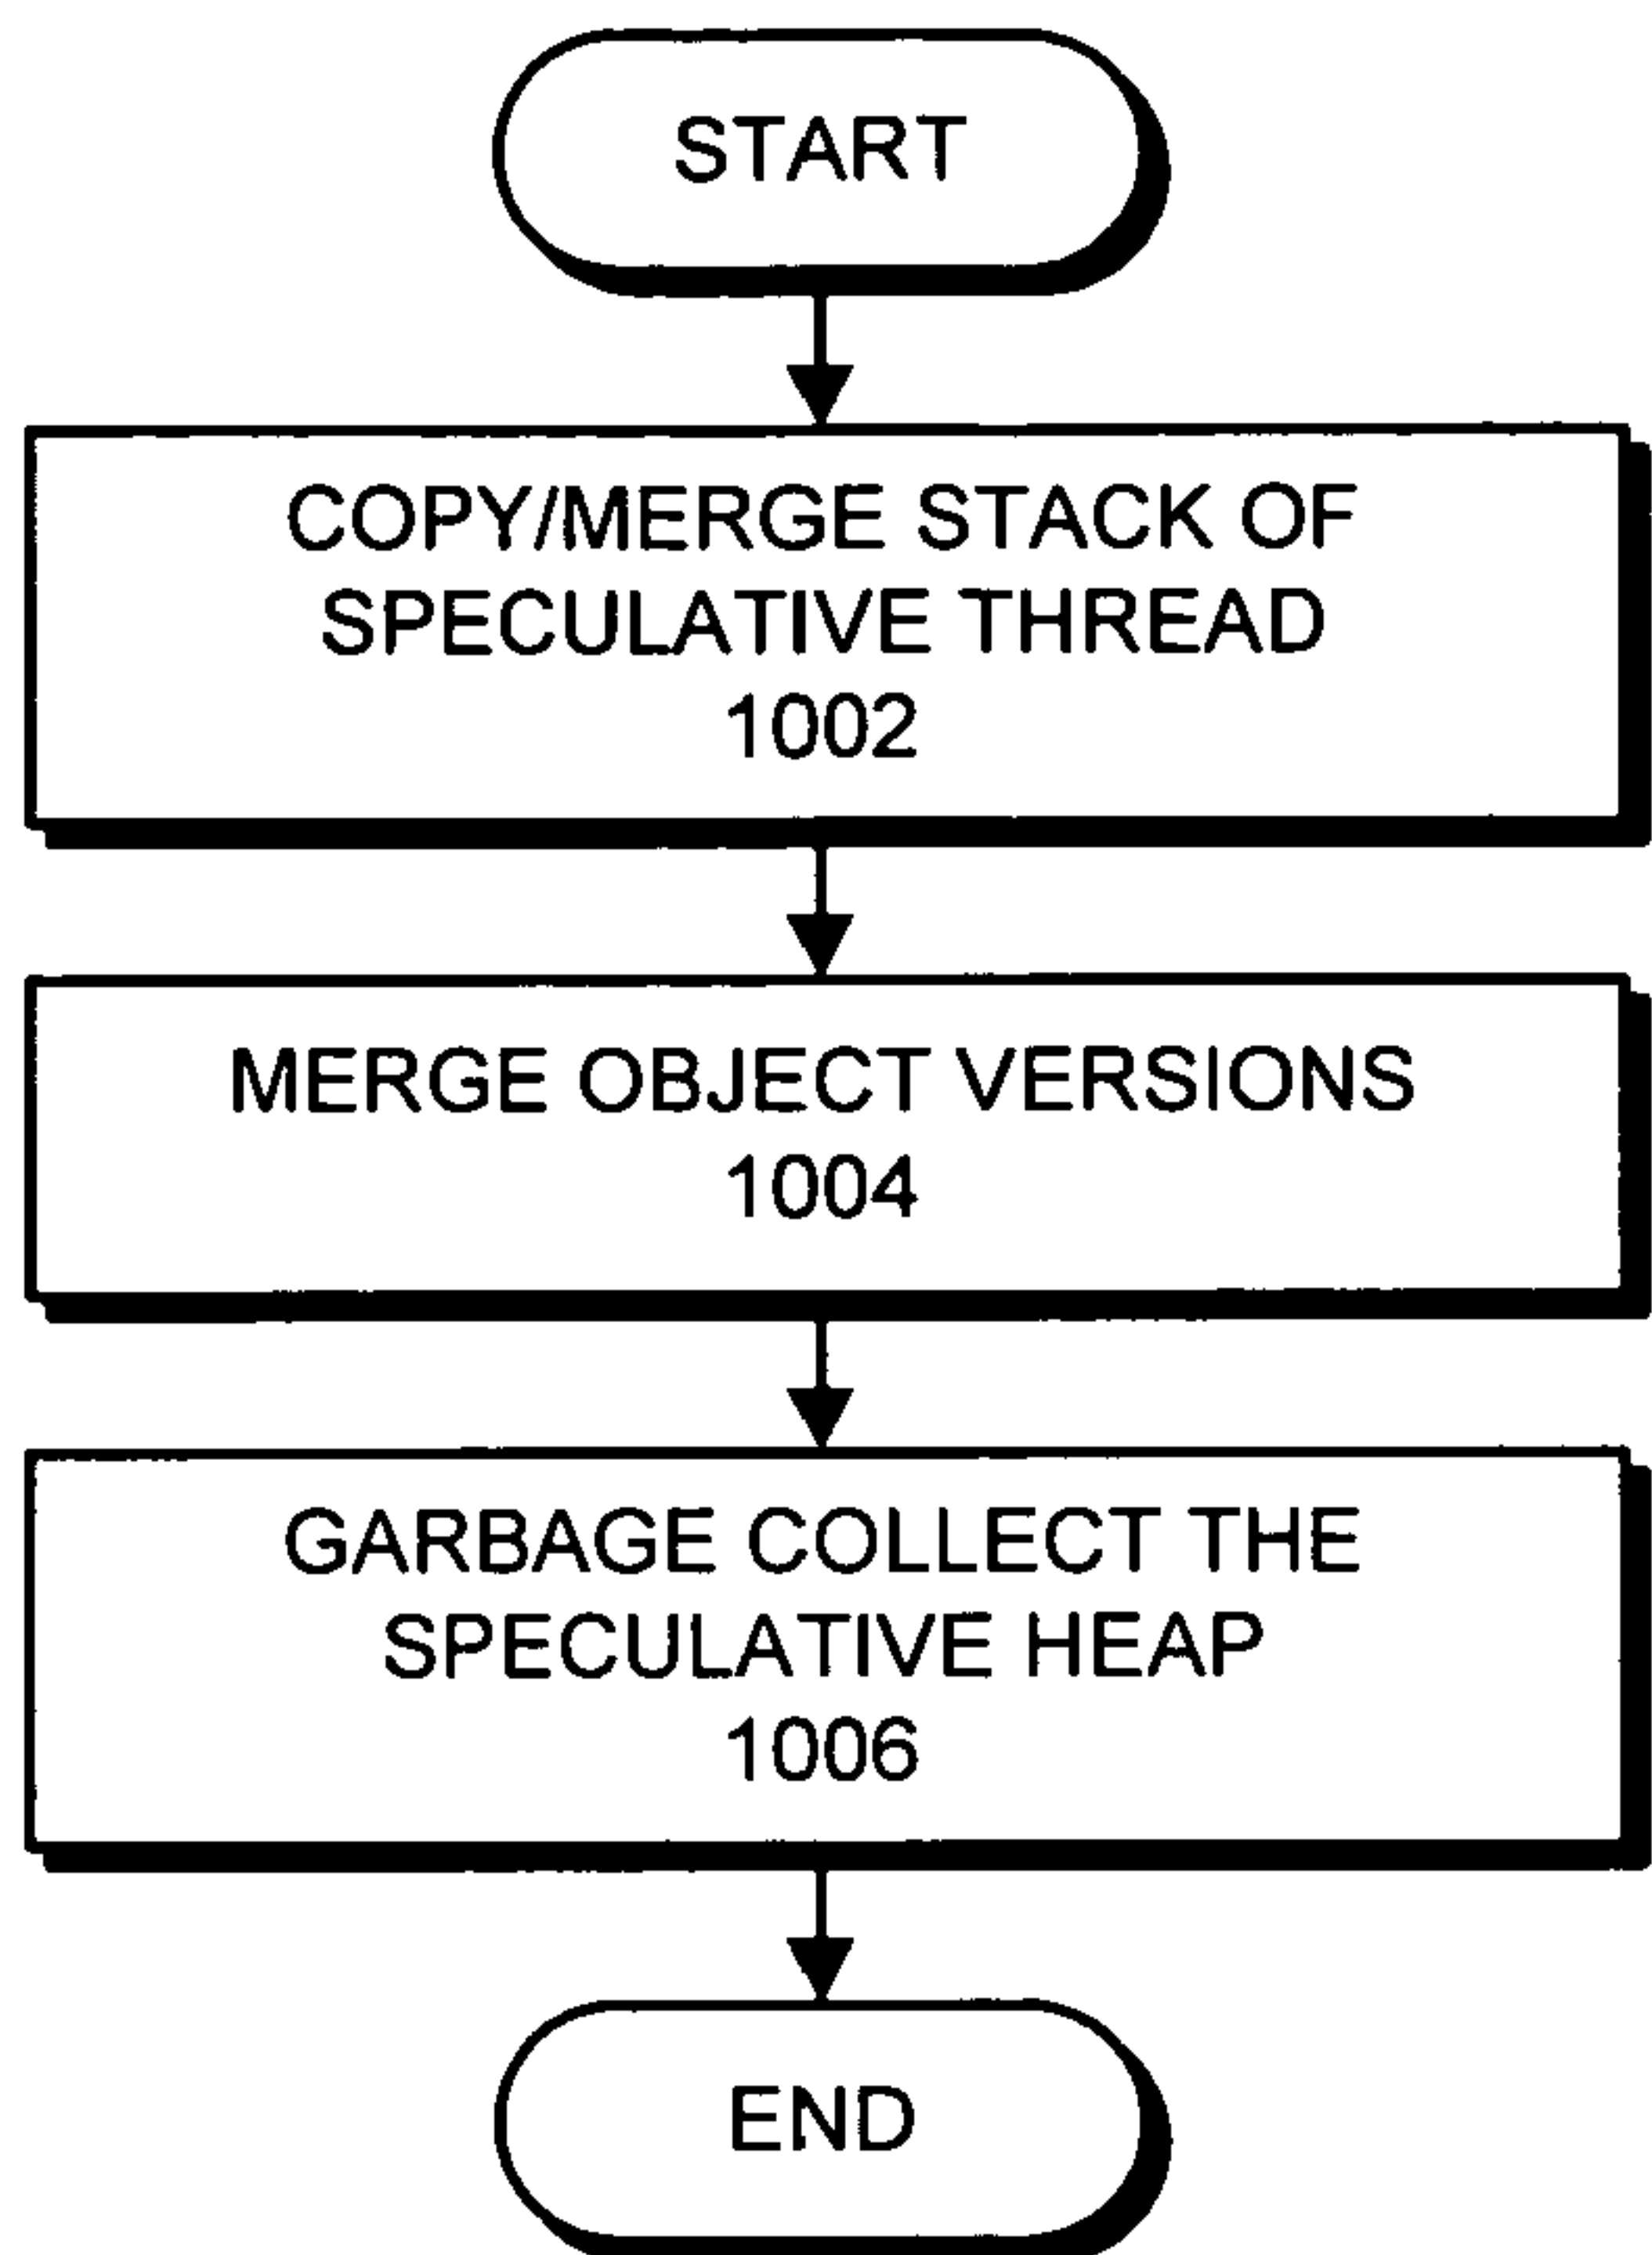 START
COPY/MERGE STACK OF
SPECULATIVE THREAD
1002
MERGE OBJECT VERSIONS
1004
GARBAGE COLLECT THE
SPECULATIVE HEAP
1006
END